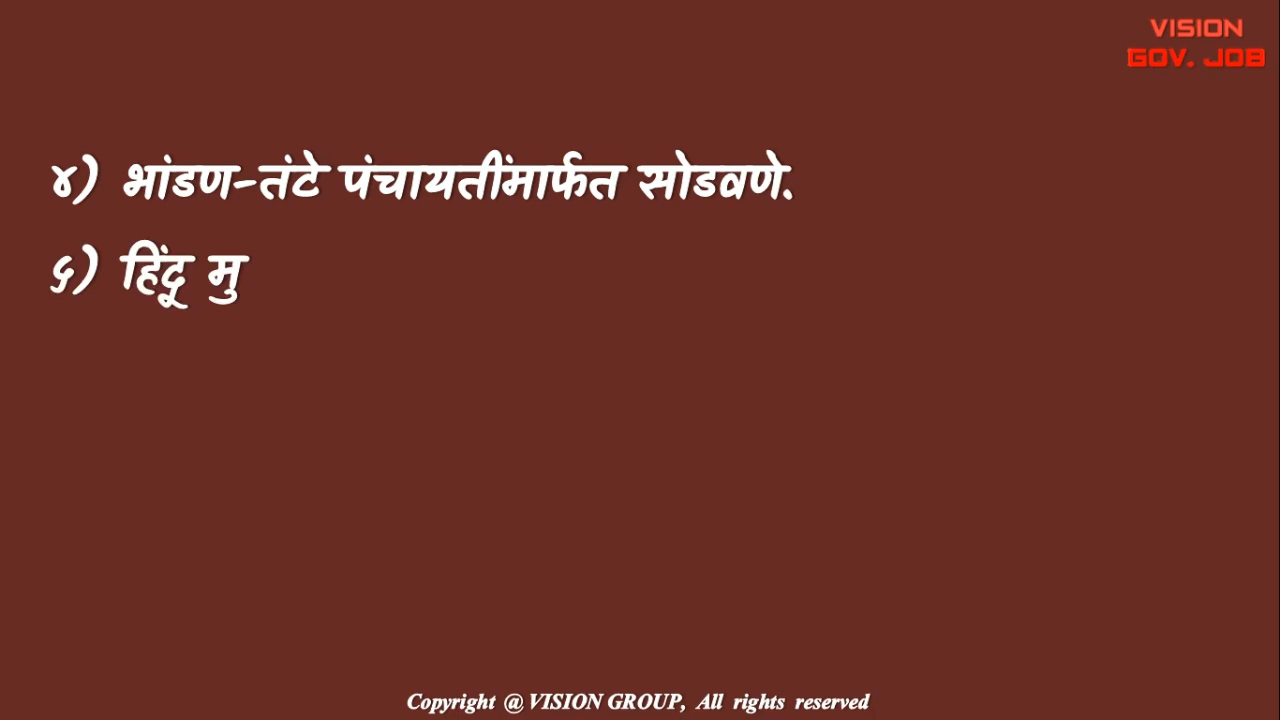 VISION
GOV. JOB
४) भांडण-तंटे पंचायतींमार्फत सोडवणे.
५) हिंदू मु
Copyright @ VISION GROUP, All rights reserved